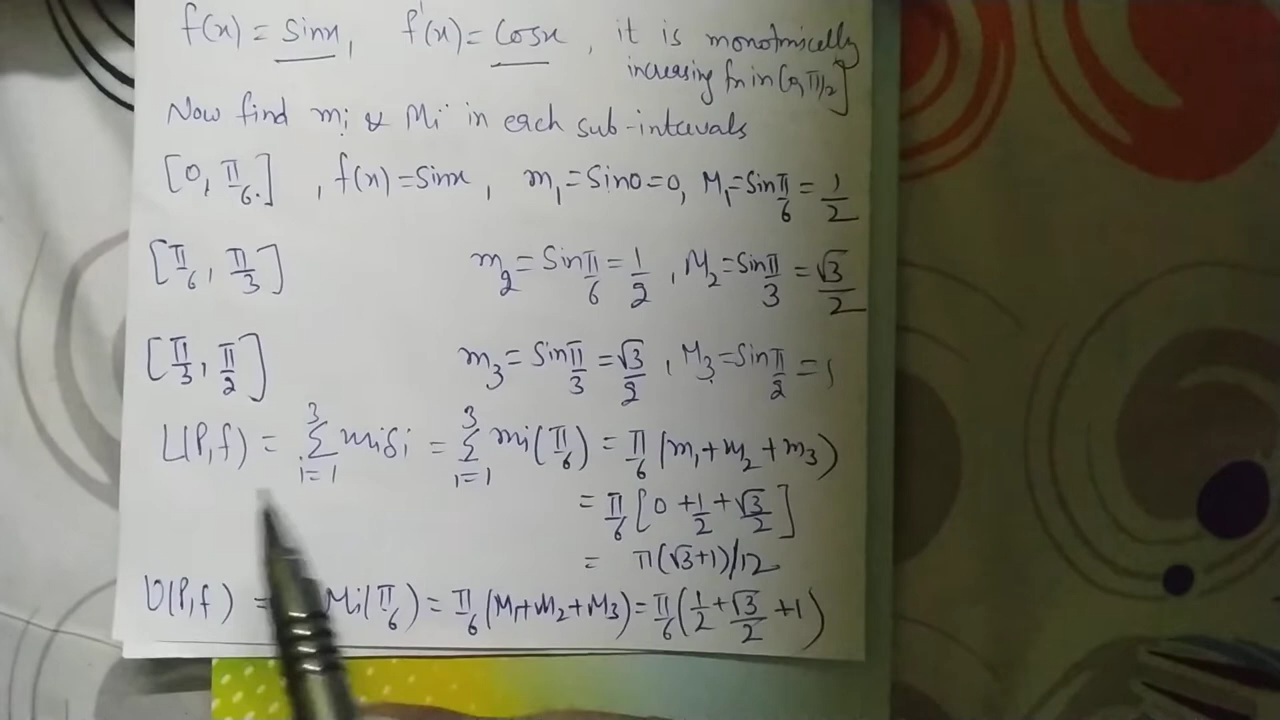 f(x) = sinx, f'(x) = cosx, it is monotonically
increasing fn in [0, π/2]
Now find mi & Mi in each sub-intervals
[0, π/6.] , f(x) = sinx, m₁ = sin0 = 0, M₁ = sin π/6 = 1/2
[π/6, π/3] m₂ = sin π/6 = 1/2, M₂ = sin π/3 = √3/2
[π/3, π/2] m₃ = sin π/3 = √3/2, M₃ = sin π/2 = 1
L(P,f) = Σ³ᵢ₌₁ miδi = Σ³ᵢ₌₁ mi(π/6) = π/6 (m₁+m₂+m₃)
= π/6 [0 + 1/2 + √3/2]
= π(√3+1)/12
U(P,f) = Mi(π/6) = π/6 (M₁+M₂+M₃) = π/6 (1/2 + √3/2 + 1)